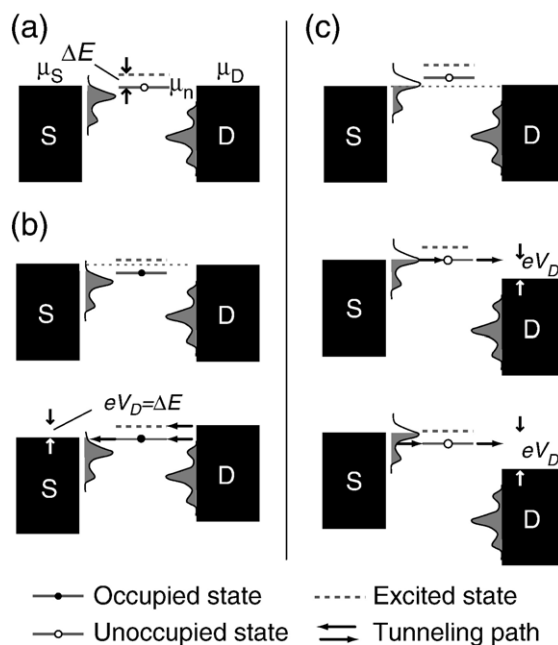 (a)
ΔE
μS
μn
μD
S
D
(b)
S
D
eVD=ΔE
S
D
(c)
S
D
eVD
S
D
eVD
S
D
Occupied state
Excited state
Unoccupied state
Tunneling path